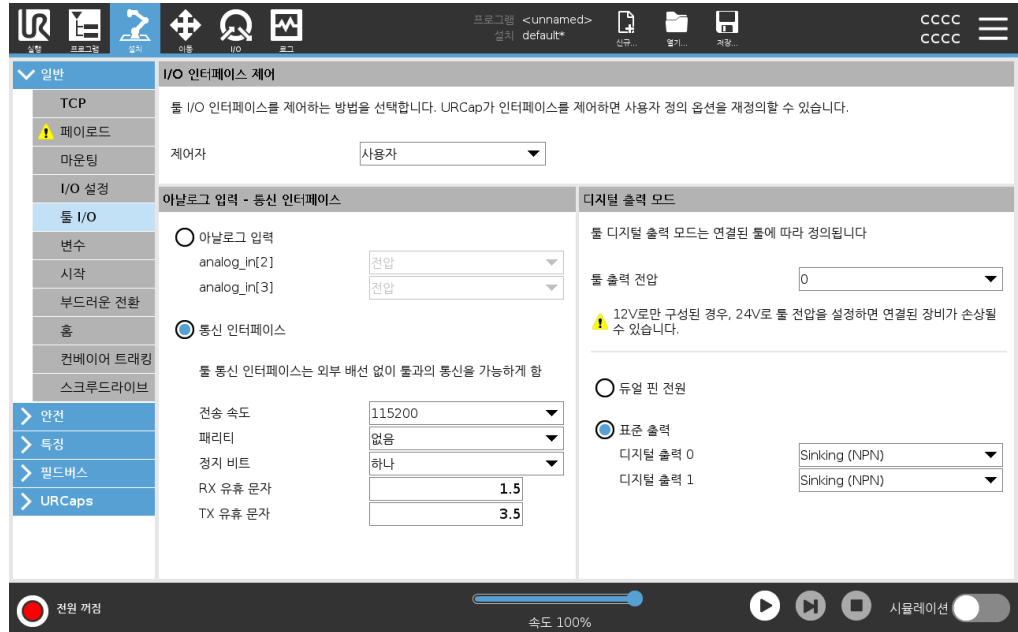 UR
실행
프로그램
설치
이동
I/O
로그
프로그램 <unnamed>
설치 default*
신규...
열기...
저장...
CCCC
CCCC
일반
TCP
페이로드
마운팅
I/O 설정
툴 I/O
변수
시작
부드러운 전환
홈
컨베이어 트래킹
스크루드라이브
안전
특징
필드버스
URCaps
I/O 인터페이스 제어
툴 I/O 인터페이스를 제어하는 방법을 선택합니다. URCap가 인터페이스를 제어하면 사용자 정의 옵션을 재정의할 수 있습니다.
제어자 사용자
아날로그 입력 - 통신 인터페이스
아날로그 입력
analog_in[2] 전압
analog_in[3] 전압
통신 인터페이스
툴 통신 인터페이스는 외부 배선 없이 툴과의 통신을 가능하게 함
전송 속도 115200
패리티 없음
정지 비트 하나
RX 유휴 문자 1.5
TX 유휴 문자 3.5
디지털 출력 모드
툴 디지털 출력 모드는 연결된 툴에 따라 정의됩니다
툴 출력 전압 0
12V로만 구성된 경우, 24V로 툴 전압을 설정하면 연결된 장비가 손상될
수 있습니다.
듀얼 핀 전원
표준 출력
디지털 출력 0 Sinking (NPN)
디지털 출력 1 Sinking (NPN)
전원 꺼짐
속도 100%
시뮬레이션